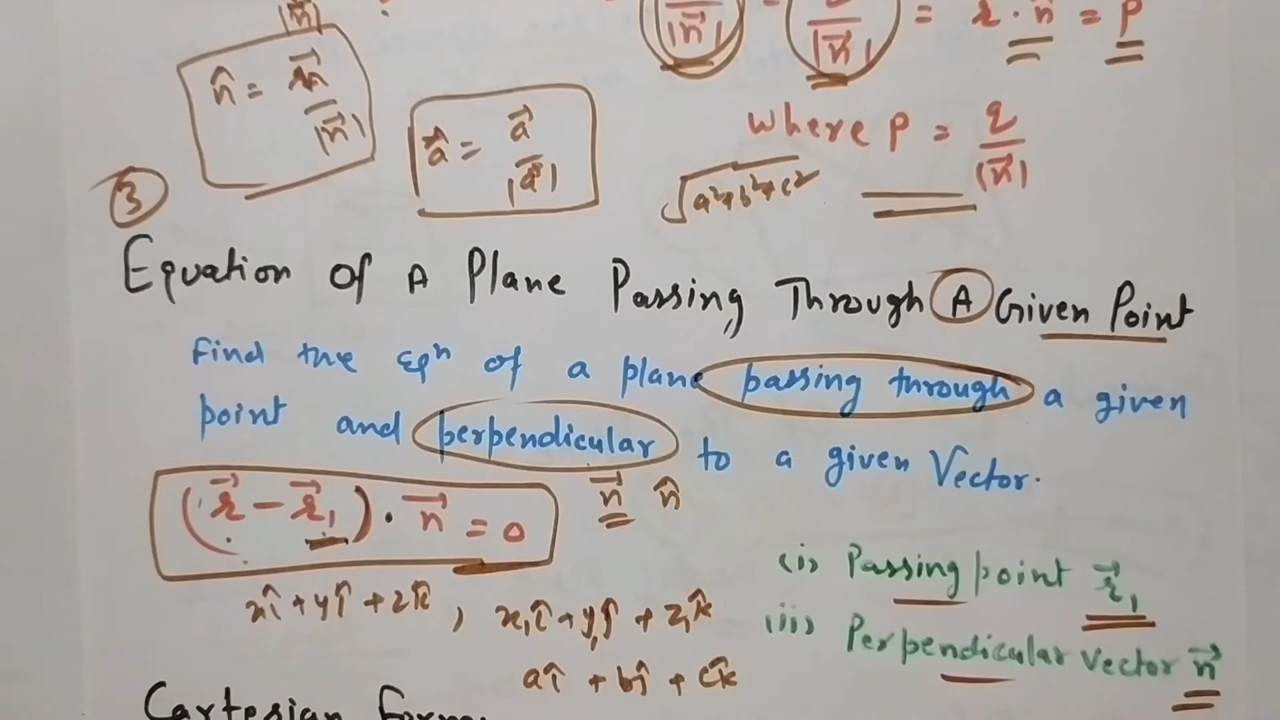 |n⃗|
n̂ = n⃗ / |n⃗|
â = a⃗ / |a⃗|
/ |n⃗| = / |n⃗| = r · n⃗ = p
where p = q / |n⃗|
√a²+b²+c²
③
Equation of A Plane Passing Through A Given Point
Find the eqⁿ of a plane passing through a given
point and perpendicular to a given Vector.
(r⃗ − r⃗₁) · n⃗ = 0
n⃗ n̂
xî + yĵ + zk̂ , x₁î + y₁ĵ + z₁k̂
aî + bĵ + ck̂
(i) Passing point r⃗₁
(ii) Perpendicular vector n⃗
Cartesian form: